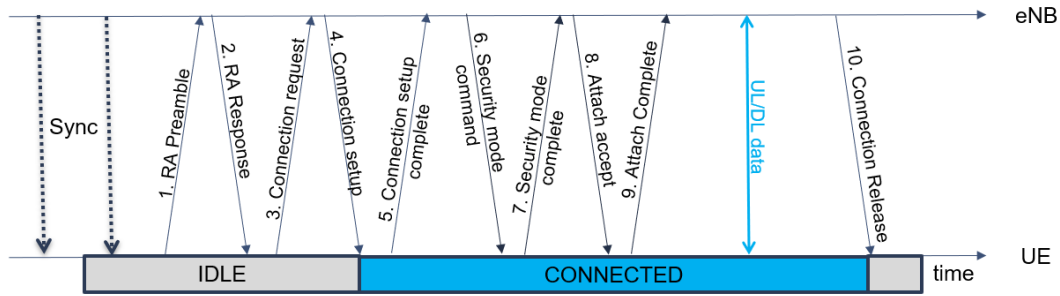 eNB
Sync
1. RA Preamble
2. RA Response
3. Connection request
4. Connection setup
5. Connection setup
complete
6. Security mode
command
7. Security mode
complete
8. Attach accept
9. Attach Complete
UL/DL data
10. Connection Release
UE
IDLE
CONNECTED
time